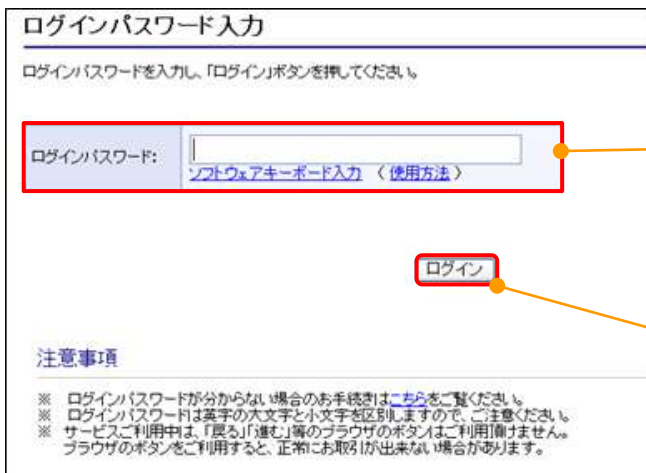 ログインパスワード入力
ログインパスワードを入力し、「ログイン」ボタンを押してください。
ログインパスワード:
ソフトウェアキーボード入力 (使用方法)
ログイン
注意事項
※ ログインパスワードが分からない場合のお手続きはこちらをご覧ください。
※ ログインパスワードは英字の大文字と小文字を区別しますので、ご注意ください。
※ サービスご利用中は、「戻る」「進む」等のブラウザのボタンはご利用頂けません。
ブラウザのボタンをご利用すると、正常にお取引が出来ない場合があります。